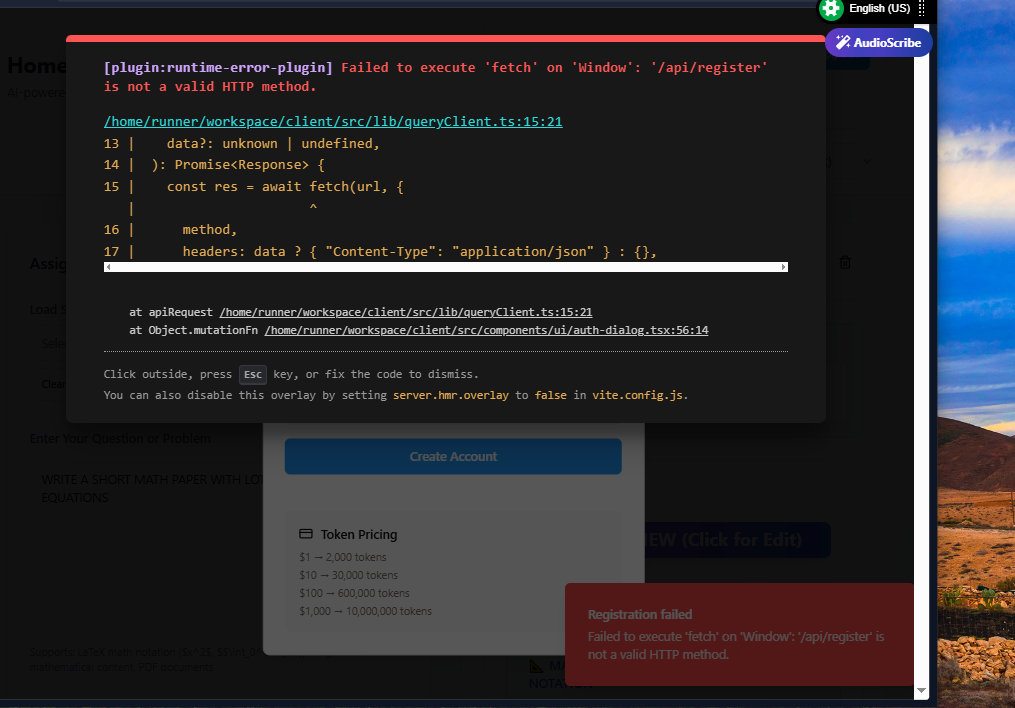 English (US)
AudioScribe
Home
AI-powere
[plugin:runtime-error-plugin] Failed to execute 'fetch' on 'Window': '/api/register'
is not a valid HTTP method.
/home/runner/workspace/client/src/lib/queryClient.ts:15:21
13 |    data?: unknown | undefined,
14 |  ): Promise<Response> {
15 |    const res = await fetch(url, {
|                      ^
16 |      method,
17 |      headers: data ? { "Content-Type": "application/json" } : {},
at apiRequest /home/runner/workspace/client/src/lib/queryClient.ts:15:21
at Object.mutationFn /home/runner/workspace/client/src/components/ui/auth-dialog.tsx:56:14
Click outside, press Esc key, or fix the code to dismiss.
You can also disable this overlay by setting server.hmr.overlay to false in vite.config.js.
Assig
Load S
Selec
Clear
Enter Your Question or Problem
WRITE A SHORT MATH PAPER WITH LOT
EQUATIONS
Create Account
Token Pricing
$1 → 2,000 tokens
$10 → 30,000 tokens
$100 → 600,000 tokens
$1,000 → 10,000,000 tokens
EW (Click for Edit)
Registration failed
Failed to execute 'fetch' on 'Window': '/api/register' is
not a valid HTTP method.
Supports: LaTeX math notation
mathematical content, PDF documents
MA
NOTA